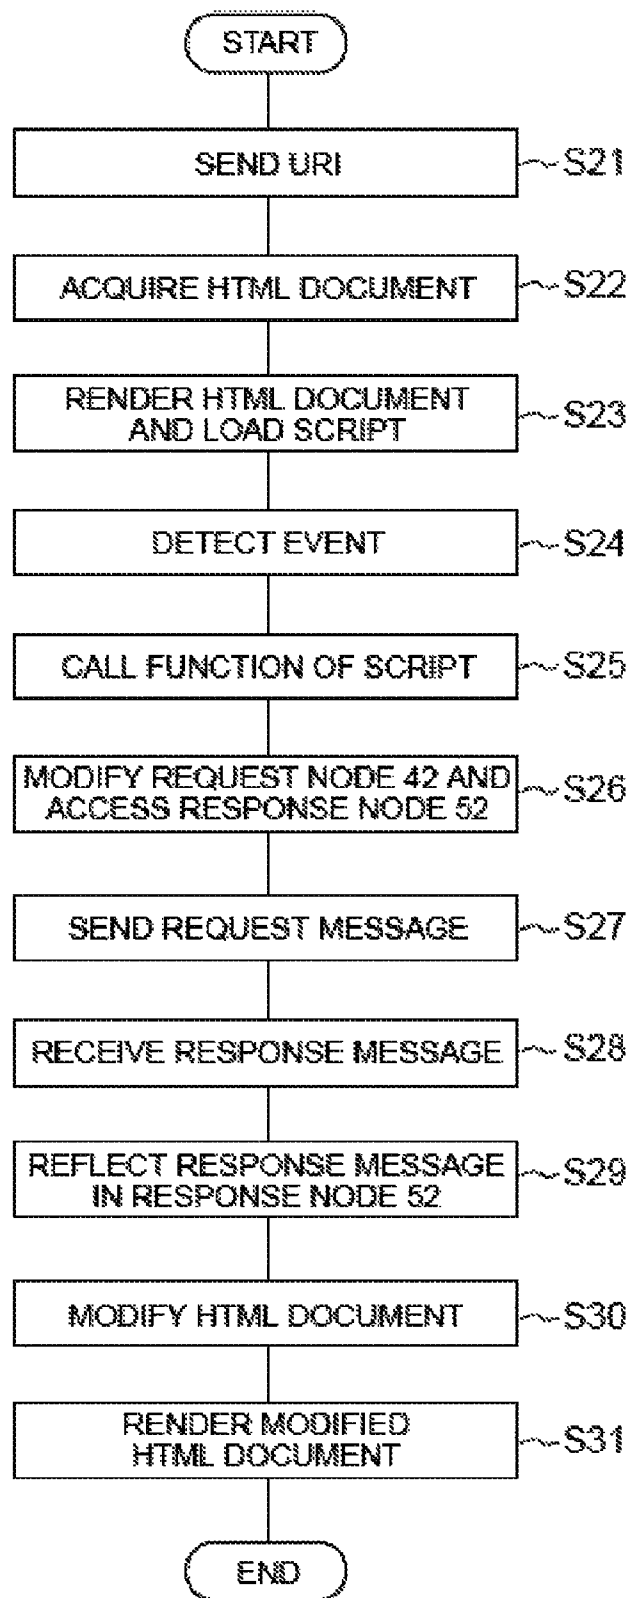 START
SEND URI
S21
ACQUIRE HTML DOCUMENT
S22
RENDER HTML DOCUMENT
AND LOAD SCRIPT
S23
DETECT EVENT
S24
CALL FUNCTION OF SCRIPT
S25
MODIFY REQUEST NODE 42 AND
ACCESS RESPONSE NODE 52
S26
SEND REQUEST MESSAGE
S27
RECEIVE RESPONSE MESSAGE
S28
REFLECT RESPONSE MESSAGE
IN RESPONSE NODE 52
S29
MODIFY HTML DOCUMENT
S30
RENDER MODIFIED
HTML DOCUMENT
S31
END